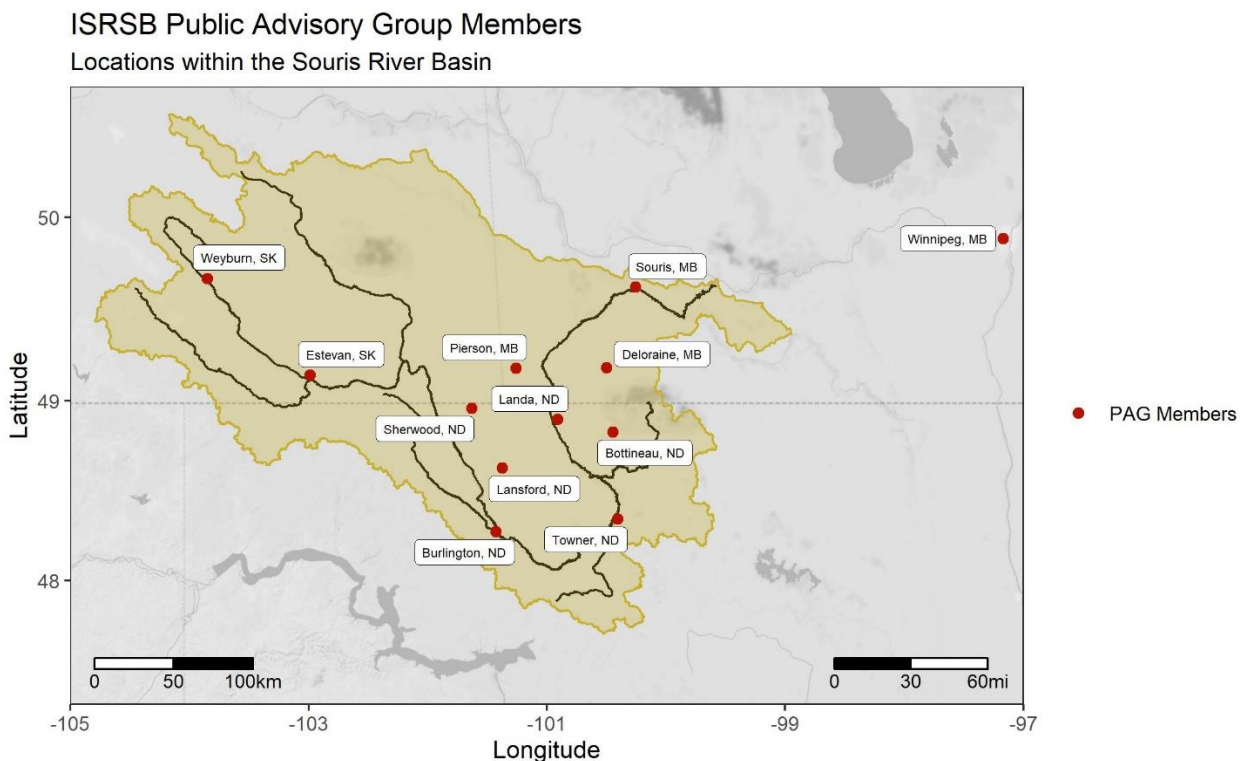 ISRSB Public Advisory Group Members
Locations within the Souris River Basin
Latitude
50
49
48
Winnipeg, MB
Weyburn, SK
Souris, MB
Pierson, MB
Deloraine, MB
Estevan, SK
Landa, ND
Sherwood, ND
Bottineau, ND
Lansford, ND
Towner, ND
Burlington, ND
0 50 100km
0 30 60mi
-105 -103 -101 -99 -97
Longitude
PAG Members